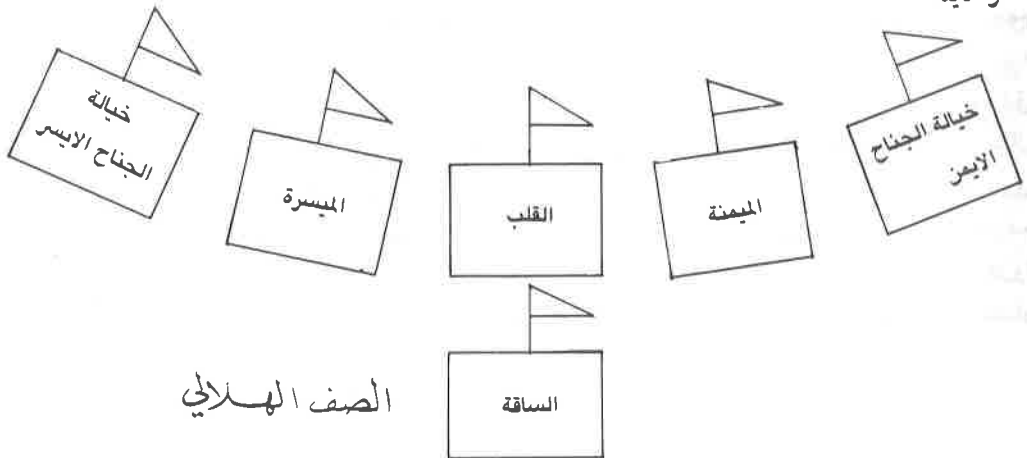 خيالة الجناح
الايمن
الميمنة
القلب
الميسرة
خيالة
الجناح الايسر
الساقة
الصف الهلالي